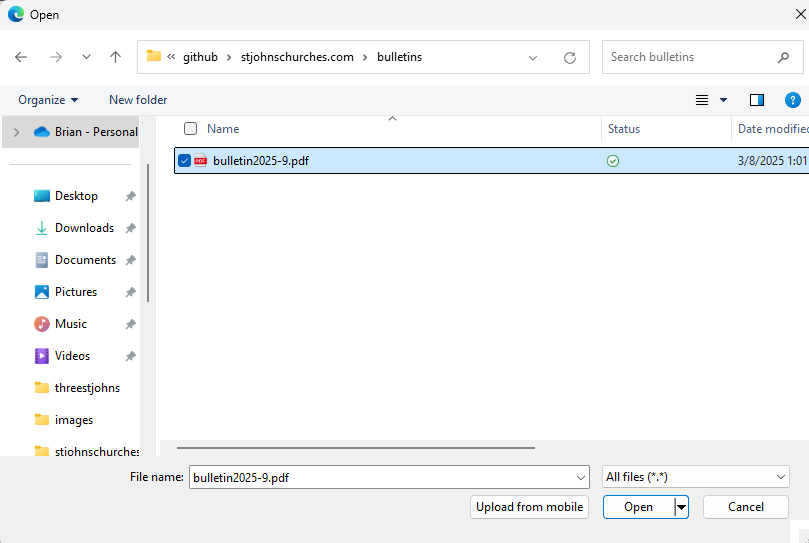 Open
« github > stjohnschurches.com > bulletins
Search bulletins
Organize
New folder
?
Brian - Personal
Name
Status
Date modified
PDF
bulletin2025-9.pdf
3/8/2025 1:01
Desktop
Downloads
Documents
Pictures
Music
Videos
threestjohns
images
stjohnschurches
File name:
bulletin2025-9.pdf
All files (*.*)
Upload from mobile
Open
Cancel